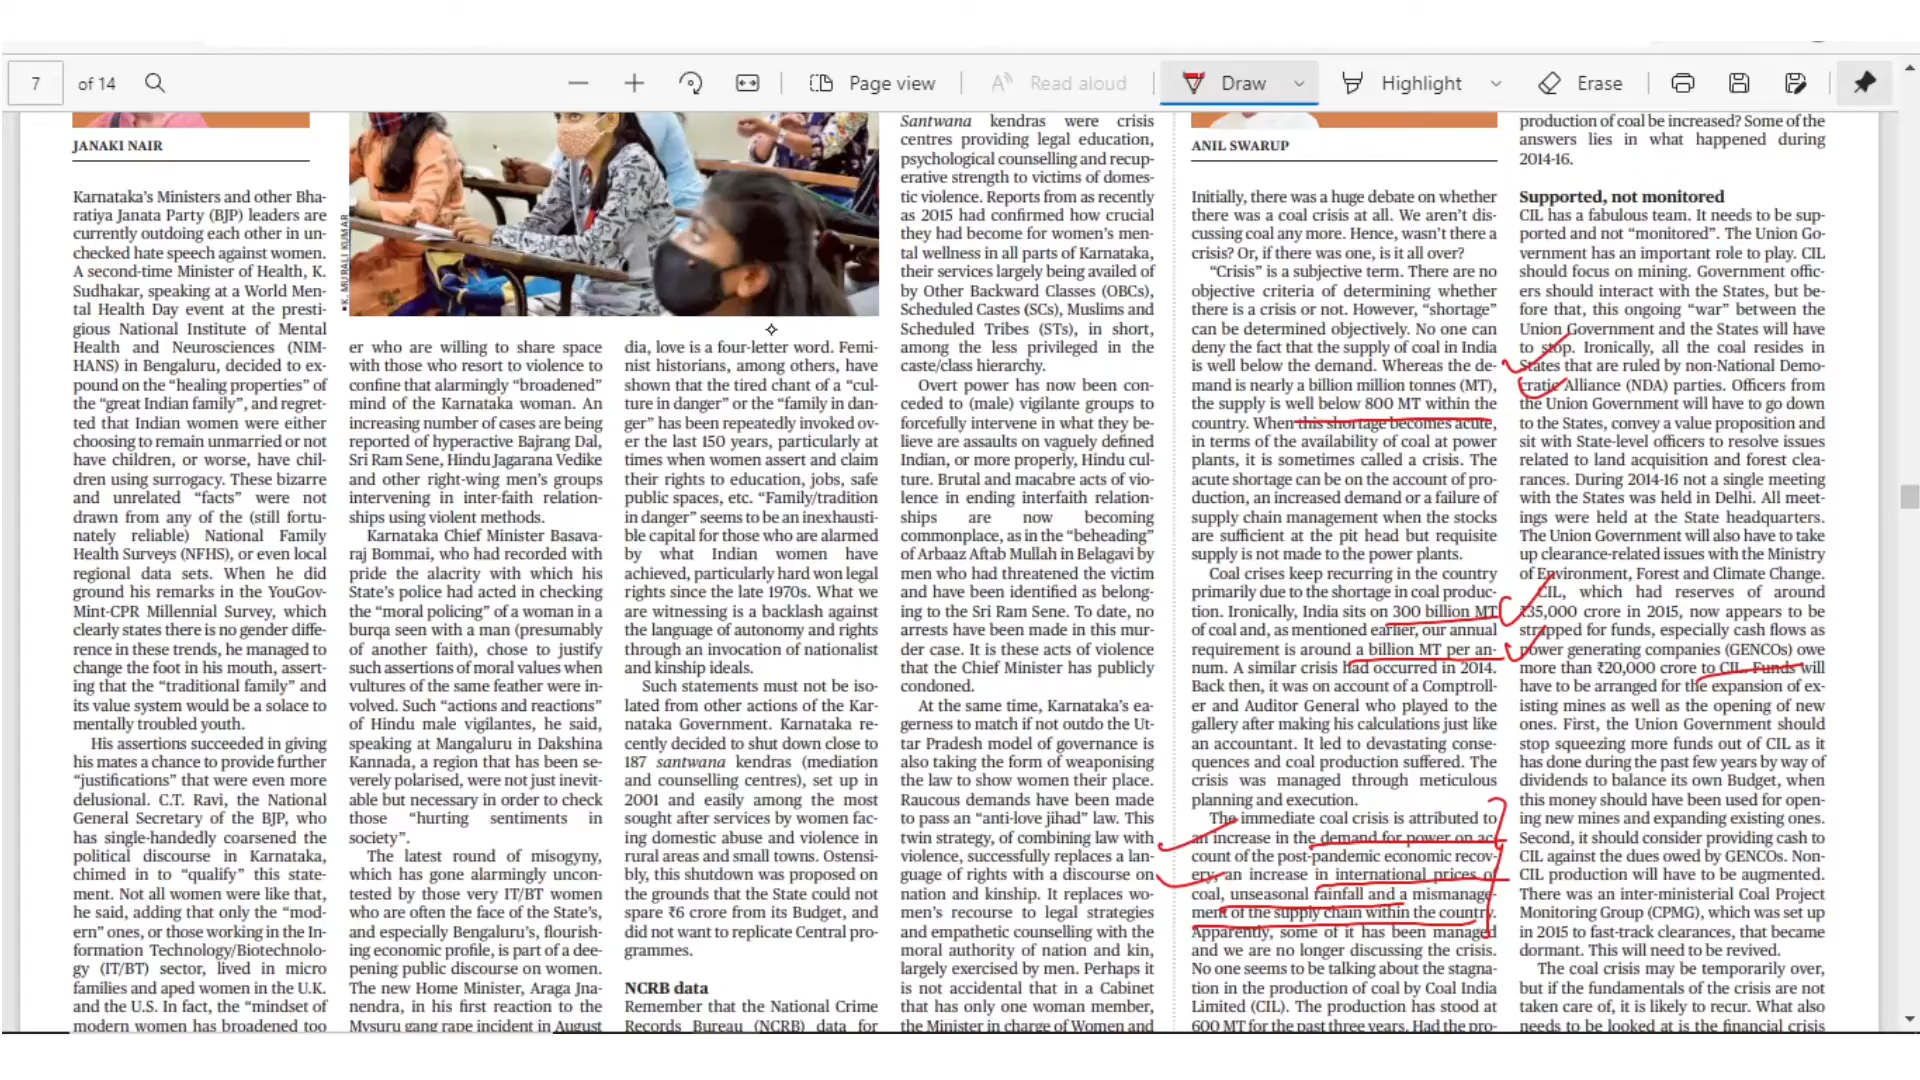 7
of 14
Page view
Read aloud
Draw
Highlight
Erase
JANAKI NAIR
Karnataka's Ministers and other Bha-
ratiya Janata Party (BJP) leaders are
currently outdoing each other in un-
checked hate speech against women.
A second-time Minister of Health, K.
Sudhakar, speaking at a World Men-
tal Health Day event at the presti-
gious National Institute of Mental
Health and Neurosciences (NIM-
HANS) in Bengaluru, decided to ex-
pound on the "healing properties" of
the "great Indian family", and regret-
ted that Indian women were either
choosing to remain unmarried or not
have children, or worse, have chil-
dren using surrogacy. These bizarre
and unrelated "facts" were not
drawn from any of the (still fortu-
nately reliable) National Family
Health Surveys (NFHS), or even local
regional data sets. When he did
ground his remarks in the YouGov-
Mint-CPR Millennial Survey, which
clearly states there is no gender diffe-
rence in these trends, he managed to
change the foot in his mouth, assert-
ing that the "traditional family" and
its value system would be a solace to
mentally troubled youth.
His assertions succeeded in giving
his mates a chance to provide further
"justifications" that were even more
delusional. C.T. Ravi, the National
General Secretary of the BJP, who
has single-handedly coarsened the
political discourse in Karnataka,
chimed in to "qualify" this state-
ment. Not all women were like that,
he said, adding that only the "mod-
ern" ones, or those working in the In-
formation Technology/Biotechnolo-
gy (IT/BT) sector, lived in micro
families and aped women in the U.K.
and the U.S. In fact, the "mindset of
modern women has broadened too
K. MURALI KUMAR
er who are willing to share space
with those who resort to violence to
confine that alarmingly "broadened"
mind of the Karnataka woman. An
increasing number of cases are being
reported of hyperactive Bajrang Dal,
Sri Ram Sene, Hindu Jagarana Vedike
and other right-wing men's groups
intervening in inter-faith relation-
ships using violent methods.
Karnataka Chief Minister Basava-
raj Bommai, who had recorded with
pride the alacrity with which his
State's police had acted in checking
the "moral policing" of a woman in a
burqa seen with a man (presumably
of another faith), chose to justify
such assertions of moral values when
vultures of the same feather were in-
volved. Such "actions and reactions"
of Hindu male vigilantes, he said,
speaking at Mangaluru in Dakshina
Kannada, a region that has been se-
verely polarised, were not just inevit-
able but necessary in order to check
those "hurting sentiments in
society".
The latest round of misogyny,
which has gone alarmingly uncon-
tested by those very IT/BT women
who are often the face of the State's,
and especially Bengaluru's, flourish-
ing economic profile, is part of a dee-
pening public discourse on women.
The new Home Minister, Araga Jna-
nendra, in his first reaction to the
Mysuru gang rape incident in August
dia, love is a four-letter word. Femi-
nist historians, among others, have
shown that the tired chant of a "cul-
ture in danger" or the "family in dan-
ger" has been repeatedly invoked ov-
er the last 150 years, particularly at
times when women assert and claim
their rights to education, jobs, safe
public spaces, etc. "Family/tradition
in danger" seems to be an inexhausti-
ble capital for those who are alarmed
by what Indian women have
achieved, particularly hard won legal
rights since the late 1970s. What we
are witnessing is a backlash against
the language of autonomy and rights
through an invocation of nationalist
and kinship ideals.
Such statements must not be iso-
lated from other actions of the Kar-
nataka Government. Karnataka re-
cently decided to shut down close to
187 santwana kendras (mediation
and counselling centres), set up in
2001 and easily among the most
sought after services by women fac-
ing domestic abuse and violence in
rural areas and small towns. Ostensi-
bly, this shutdown was proposed on
the grounds that the State could not
spare ₹6 crore from its Budget, and
did not want to replicate Central pro-
grammes.
NCRB data
Remember that the National Crime
Records Bureau (NCRB) data for
Santwana kendras were crisis
centres providing legal education,
psychological counselling and recup-
erative strength to victims of domes-
tic violence. Reports from as recently
as 2015 had confirmed how crucial
they had become for women's men-
tal wellness in all parts of Karnataka,
their services largely being availed of
by Other Backward Classes (OBCs),
Scheduled Castes (SCs), Muslims and
Scheduled Tribes (STs), in short,
among the less privileged in the
caste/class hierarchy.
Overt power has now been con-
ceded to (male) vigilante groups to
forcefully intervene in what they be-
lieve are assaults on vaguely defined
Indian, or more properly, Hindu cul-
ture. Brutal and macabre acts of vio-
lence in ending interfaith relation-
ships are now becoming
commonplace, as in the "beheading"
of Arbaaz Aftab Mullah in Belagavi by
men who had threatened the victim
and have been identified as belong-
ing to the Sri Ram Sene. To date, no
arrests have been made in this mur-
der case. It is these acts of violence
that the Chief Minister has publicly
condoned.
At the same time, Karnataka's ea-
gerness to match if not outdo the Ut-
tar Pradesh model of governance is
also taking the form of weaponising
the law to show women their place.
Raucous demands have been made
to pass an "anti-love jihad" law. This
twin strategy, of combining law with
violence, successfully replaces a lan-
guage of rights with a discourse on
nation and kinship. It replaces wo-
men's recourse to legal strategies
and empathetic counselling with the
moral authority of nation and kin,
largely exercised by men. Perhaps it
is not accidental that in a Cabinet
that has only one woman member,
the Minister in charge of Women and
ANIL SWARUP
Initially, there was a huge debate on whether
there was a coal crisis at all. We aren't dis-
cussing coal any more. Hence, wasn't there a
crisis? Or, if there was one, is it all over?
"Crisis" is a subjective term. There are no
objective criteria of determining whether
there is a crisis or not. However, "shortage"
can be determined objectively. No one can
deny the fact that the supply of coal in India
is well below the demand. Whereas the de-
mand is nearly a billion million tonnes (MT),
the supply is well below 800 MT within the
country. When this shortage becomes acute,
in terms of the availability of coal at power
plants, it is sometimes called a crisis. The
acute shortage can be on the account of pro-
duction, an increased demand or a failure of
supply chain management when the stocks
are sufficient at the pit head but requisite
supply is not made to the power plants.
Coal crises keep recurring in the country
primarily due to the shortage in coal produc-
tion. Ironically, India sits on 300 billion MT
of coal and, as mentioned earlier, our annual
requirement is around a billion MT per an-
num. A similar crisis had occurred in 2014.
Back then, it was on account of a Comptroll-
er and Auditor General who played to the
gallery after making his calculations just like
an accountant. It led to devastating conse-
quences and coal production suffered. The
crisis was managed through meticulous
planning and execution.
The immediate coal crisis is attributed to
an increase in the demand for power on ac-
count of the post-pandemic economic recov-
ery, an increase in international prices of
coal, unseasonal rainfall and a mismanage-
ment of the supply chain within the country.
Apparently, some of it has been managed
and we are no longer discussing the crisis.
No one seems to be talking about the stagna-
tion in the production of coal by Coal India
Limited (CIL). The production has stood at
600 MT for the past three years. Had the pro-
production of coal be increased? Some of the
answers lies in what happened during
2014-16.
Supported, not monitored
CIL has a fabulous team. It needs to be sup-
ported and not "monitored". The Union Go-
vernment has an important role to play. CIL
should focus on mining. Government offic-
ers should interact with the States, but be-
fore that, this ongoing "war" between the
Union Government and the States will have
to stop. Ironically, all the coal resides in
States that are ruled by non-National Demo-
cratic Alliance (NDA) parties. Officers from
the Union Government will have to go down
to the States, convey a value proposition and
sit with State-level officers to resolve issues
related to land acquisition and forest clea-
rances. During 2014-16 not a single meeting
with the States was held in Delhi. All meet-
ings were held at the State headquarters.
The Union Government will also have to take
up clearance-related issues with the Ministry
of Environment, Forest and Climate Change.
CIL, which had reserves of around
₹35,000 crore in 2015, now appears to be
strapped for funds, especially cash flows as
power generating companies (GENCOs) owe
more than ₹20,000 crore to CIL. Funds will
have to be arranged for the expansion of ex-
isting mines as well as the opening of new
ones. First, the Union Government should
stop squeezing more funds out of CIL as it
has done during the past few years by way of
dividends to balance its own Budget, when
this money should have been used for open-
ing new mines and expanding existing ones.
Second, it should consider providing cash to
CIL against the dues owed by GENCOs. Non-
CIL production will have to be augmented.
There was an inter-ministerial Coal Project
Monitoring Group (CPMG), which was set up
in 2015 to fast-track clearances, that became
dormant. This will need to be revived.
The coal crisis may be temporarily over,
but if the fundamentals of the crisis are not
taken care of, it is likely to recur. What also
needs to be looked at is the financial crisis